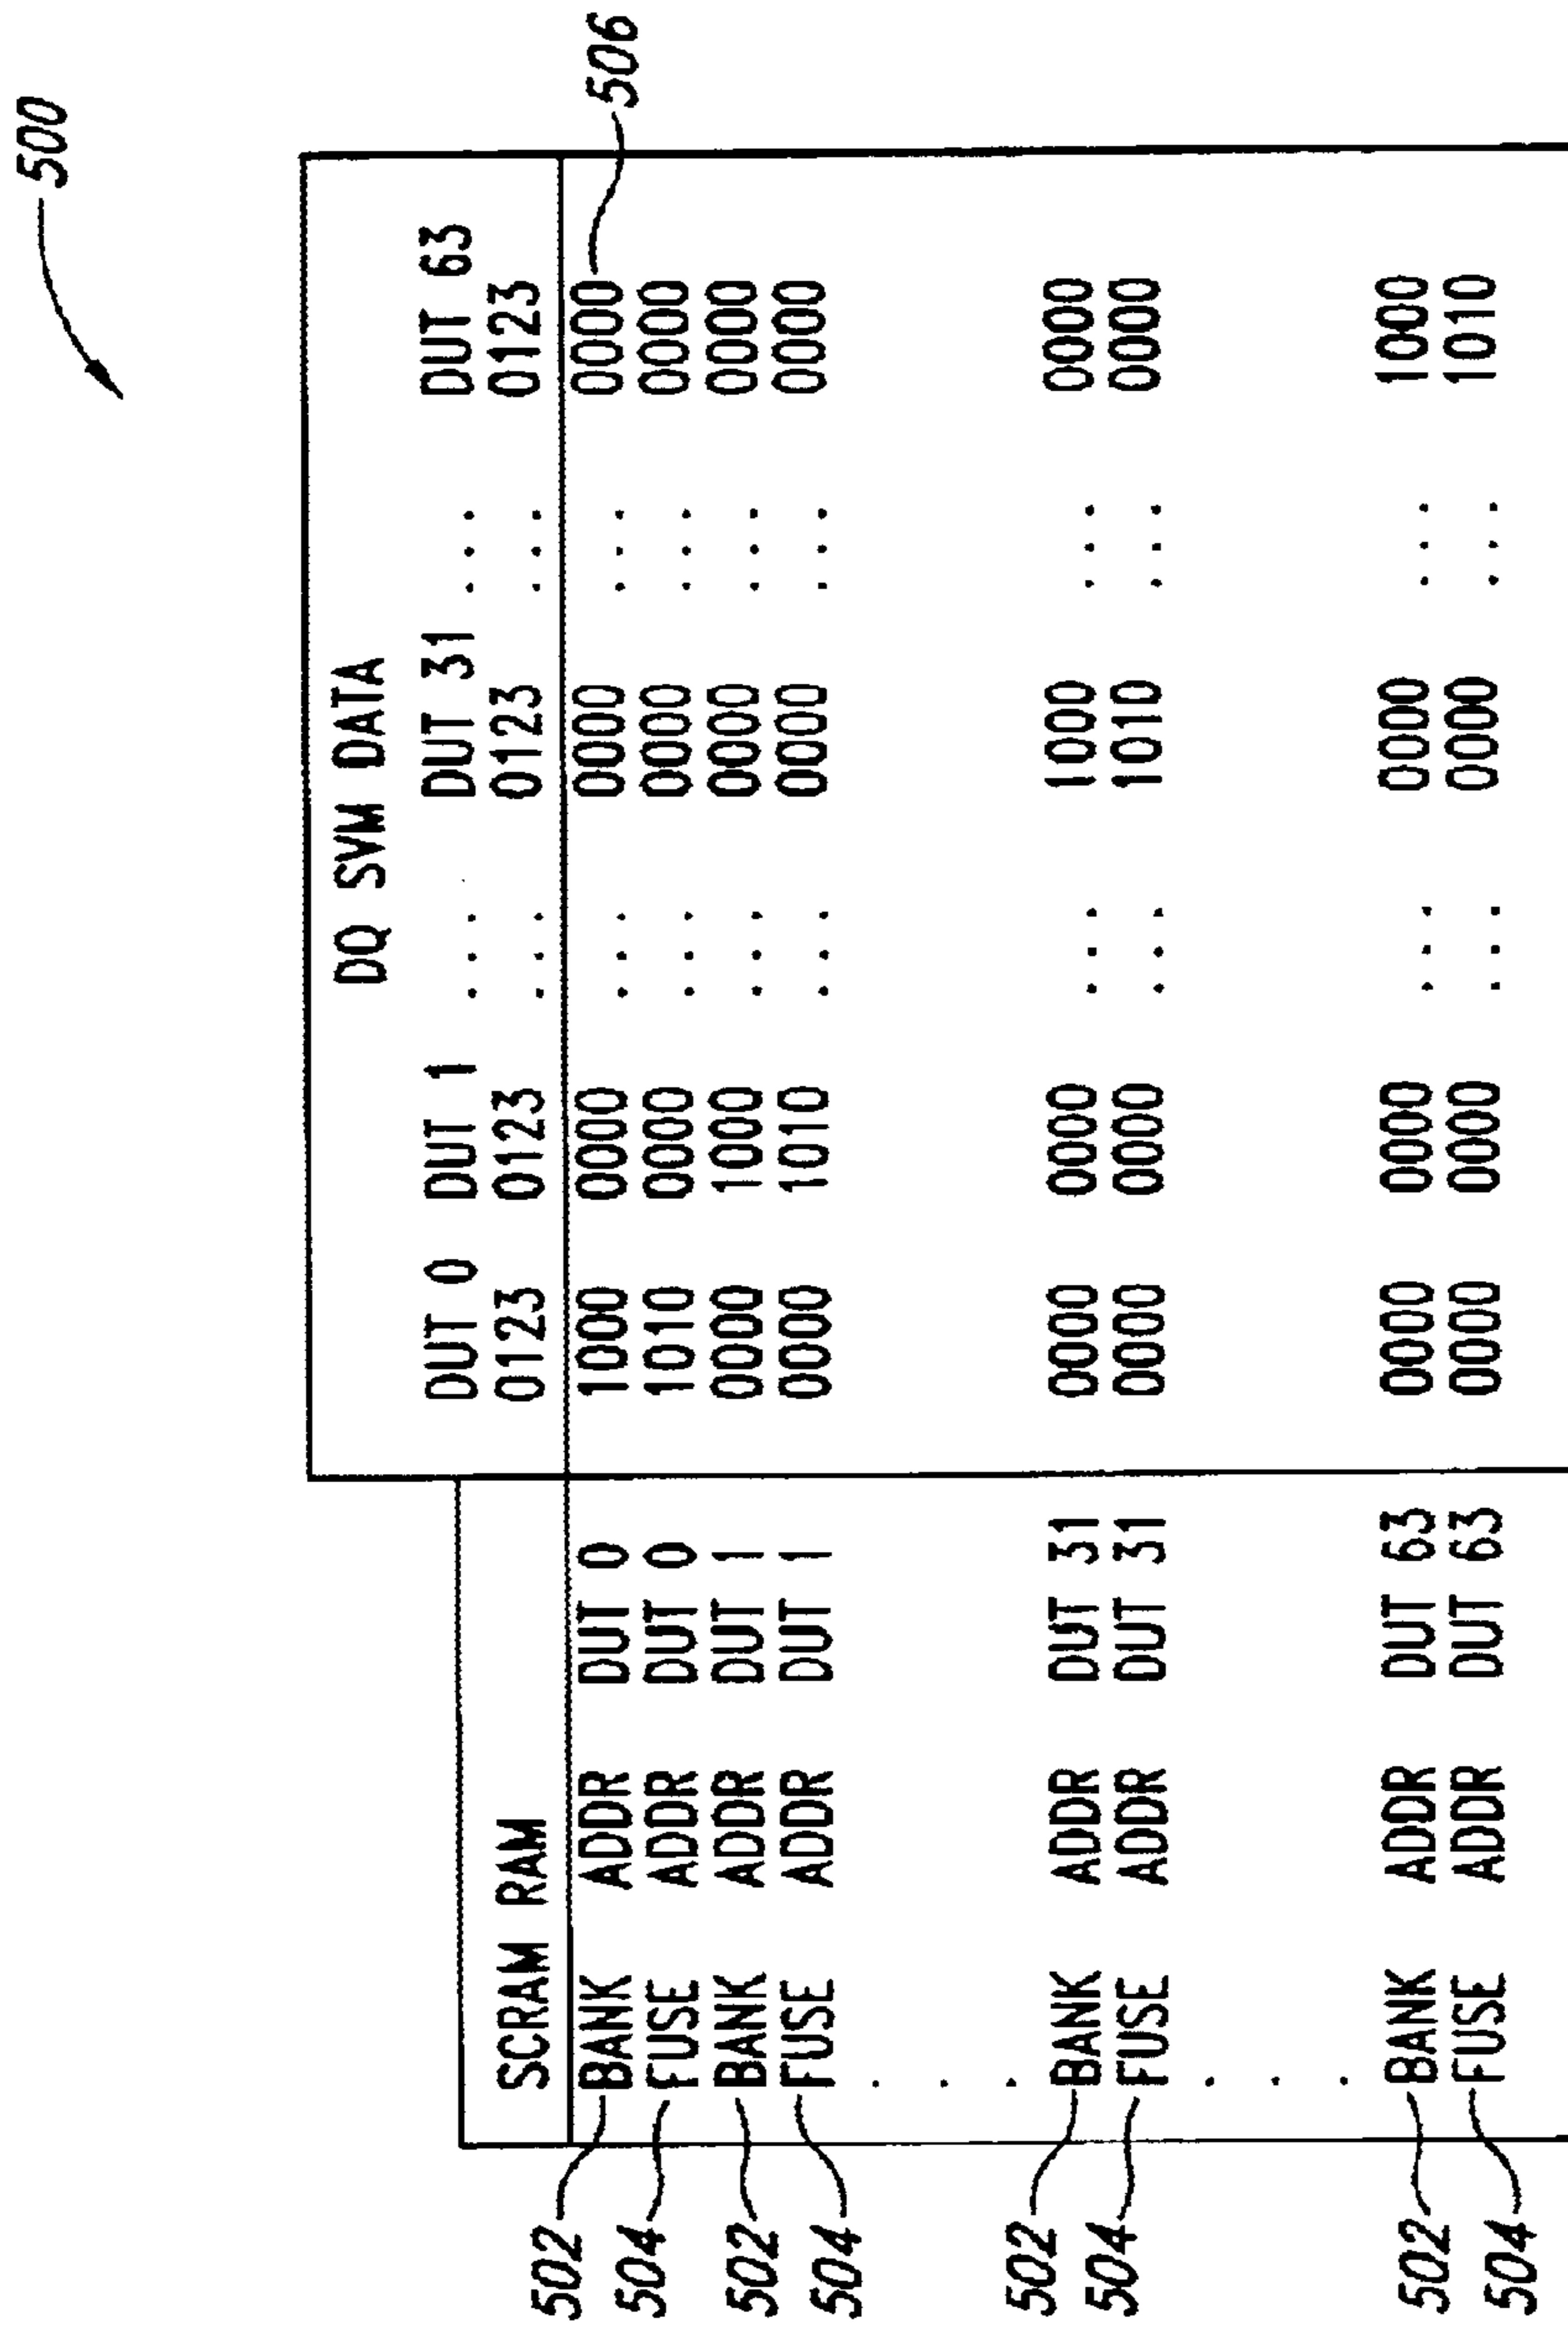 500
DQ SVM DATA
DUT 0 DUT 1 . . . DUT 31 . . . DUT 63
SCRAM RAM 0123 0123 . . . 0123 . . . 0123
502 BANK ADDR DUT 0 1000 0000 . . . 0000 . . . 0000 506
504 FUSE ADDR DUT 0 1010 0000 . . . 0000 . . . 0000
502 BANK ADDR DUT 1 0000 1000 . . . 0000 . . . 0000
504 FUSE ADDR DUT 1 0000 1010 . . . 0000 . . . 0000
.
.
.
502 BANK ADDR DUT 31 0000 0000 . . . 1000 . . . 0000
504 FUSE ADDR DUT 31 0000 0000 . . . 1010 . . . 0000
.
.
.
502 BANK ADDR DUT 63 0000 0000 . . . 0000 . . . 1000
504 FUSE ADDR DUT 63 0000 0000 . . . 0000 . . . 1010